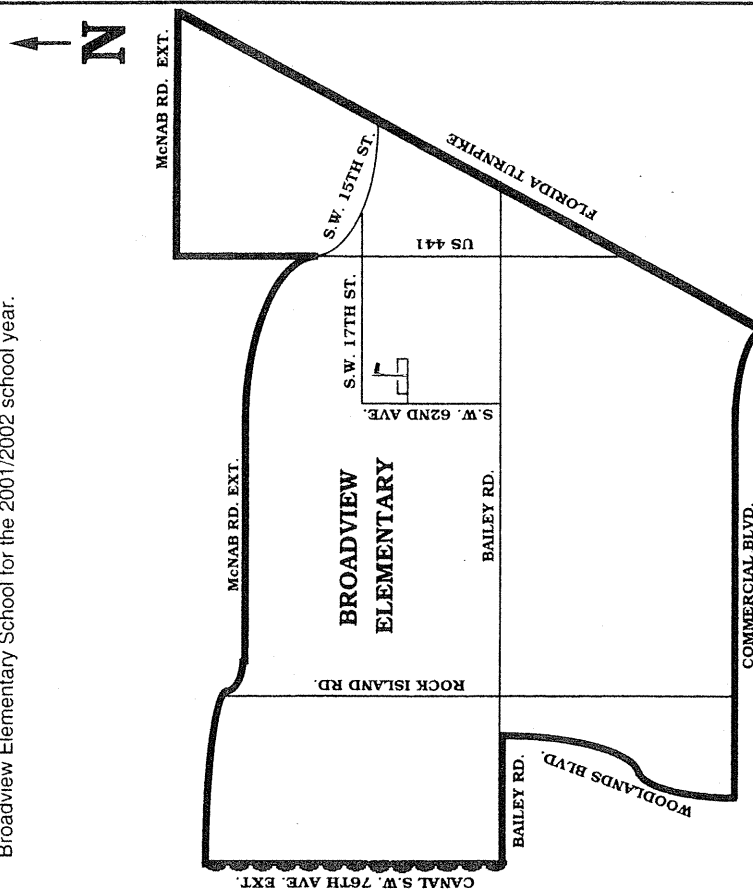 Broadview Elementary School for the 2001/2002 school year.
N
McNAB RD. EXT.
S.W. 15TH ST.
FLORIDA TURNPIKE
US 441
S.W. 17TH ST.
S.W. 62ND AVE.
McNAB RD. EXT.
BROADVIEW
ELEMENTARY
BAILEY RD.
ROCK ISLAND RD.
COMMERCIAL BLVD.
WOODLANDS BLVD.
BAILEY RD.
CANAL S.W. 76TH AVE. EXT.